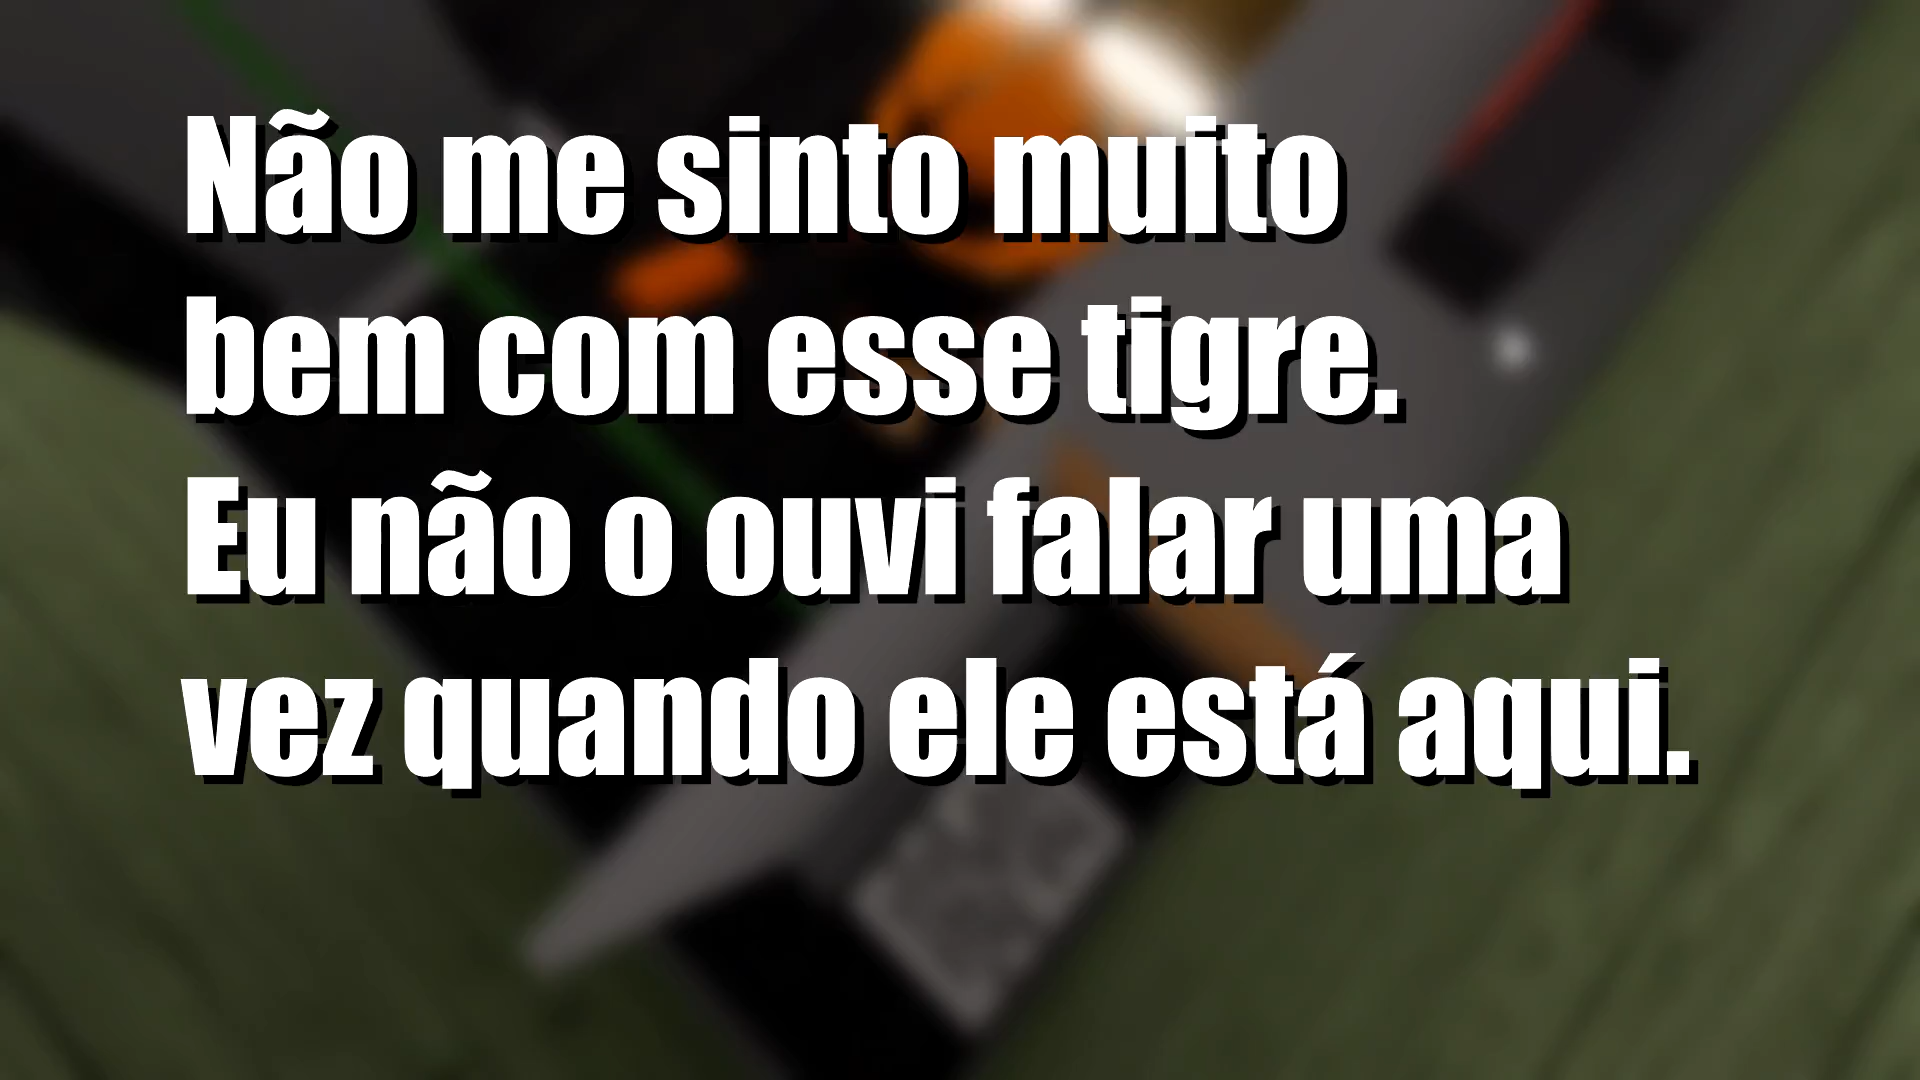 Não me sinto muito
bem com esse tigre.
Eu não o ouvi falar uma
vez quando ele está aqui.